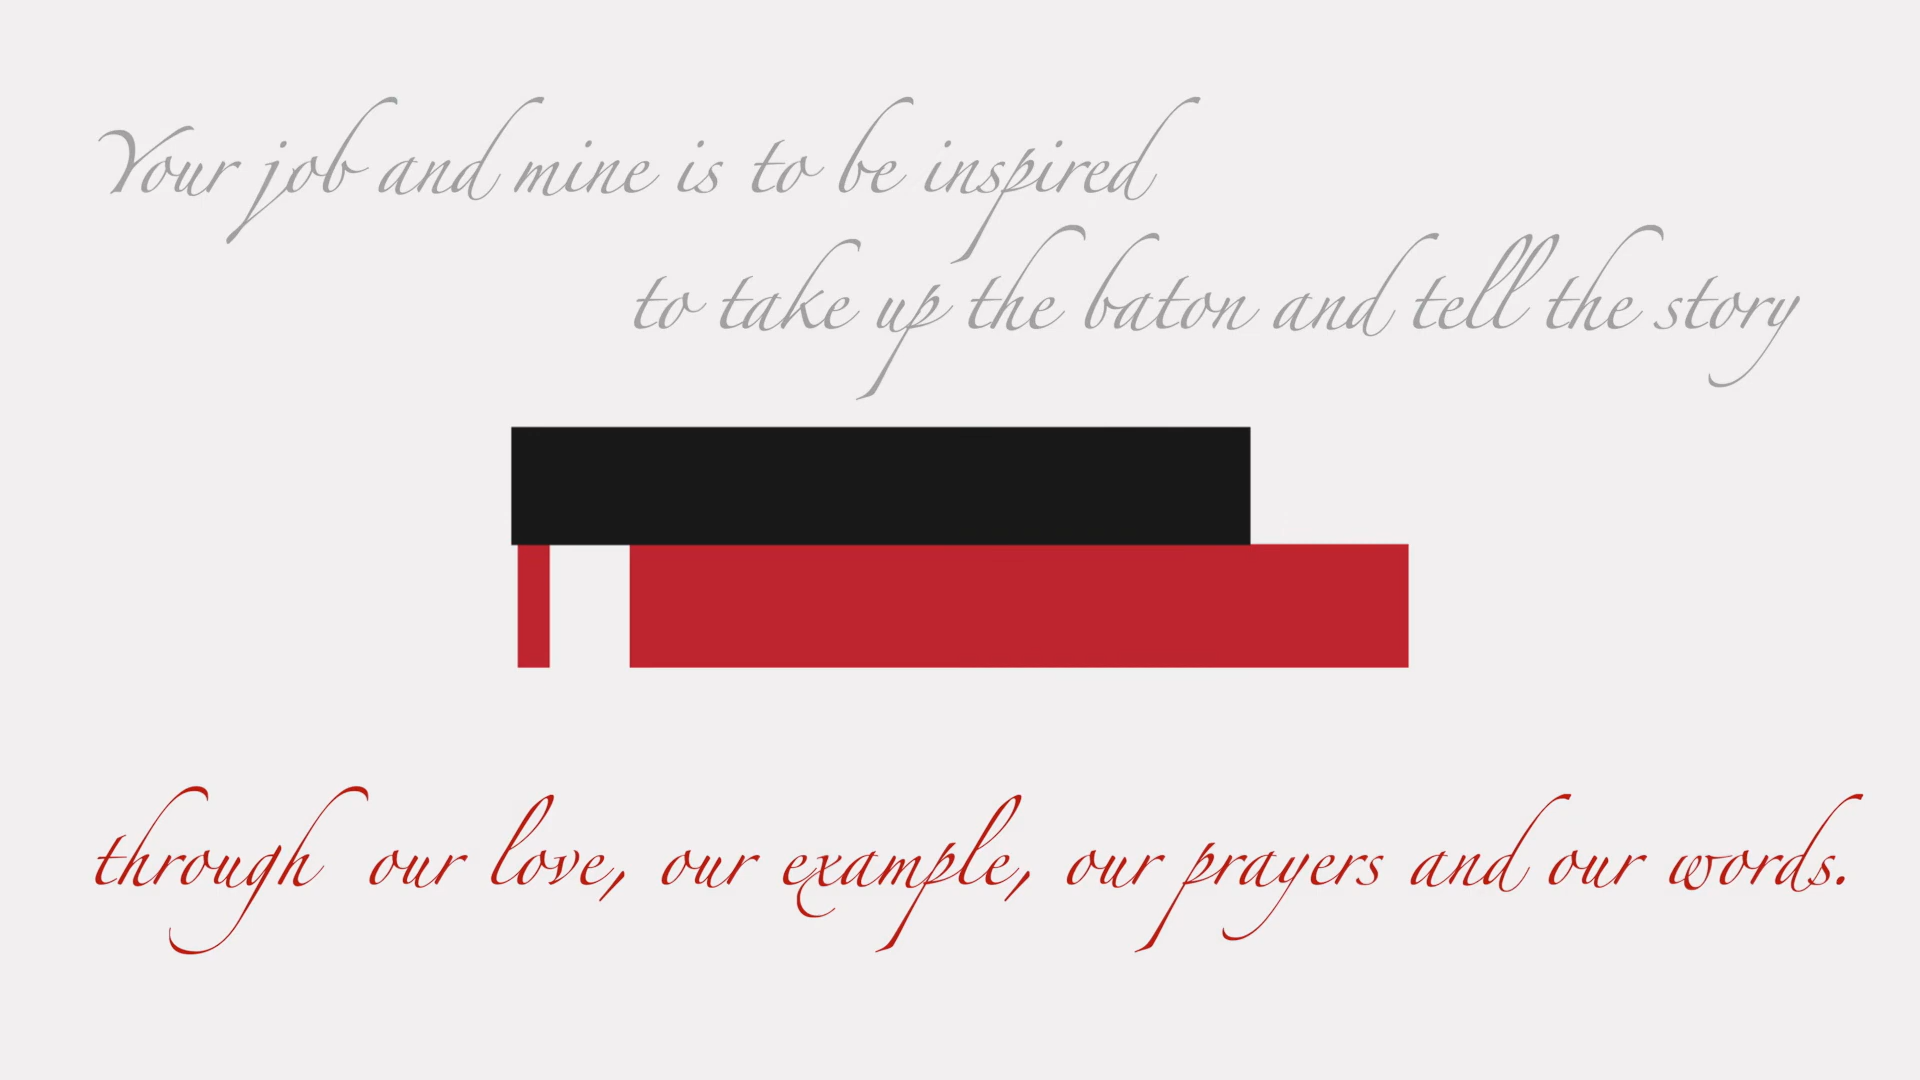 Your job and mine is to be inspired
to take up the baton and tell the story
through our love, our example, our prayers and our words.